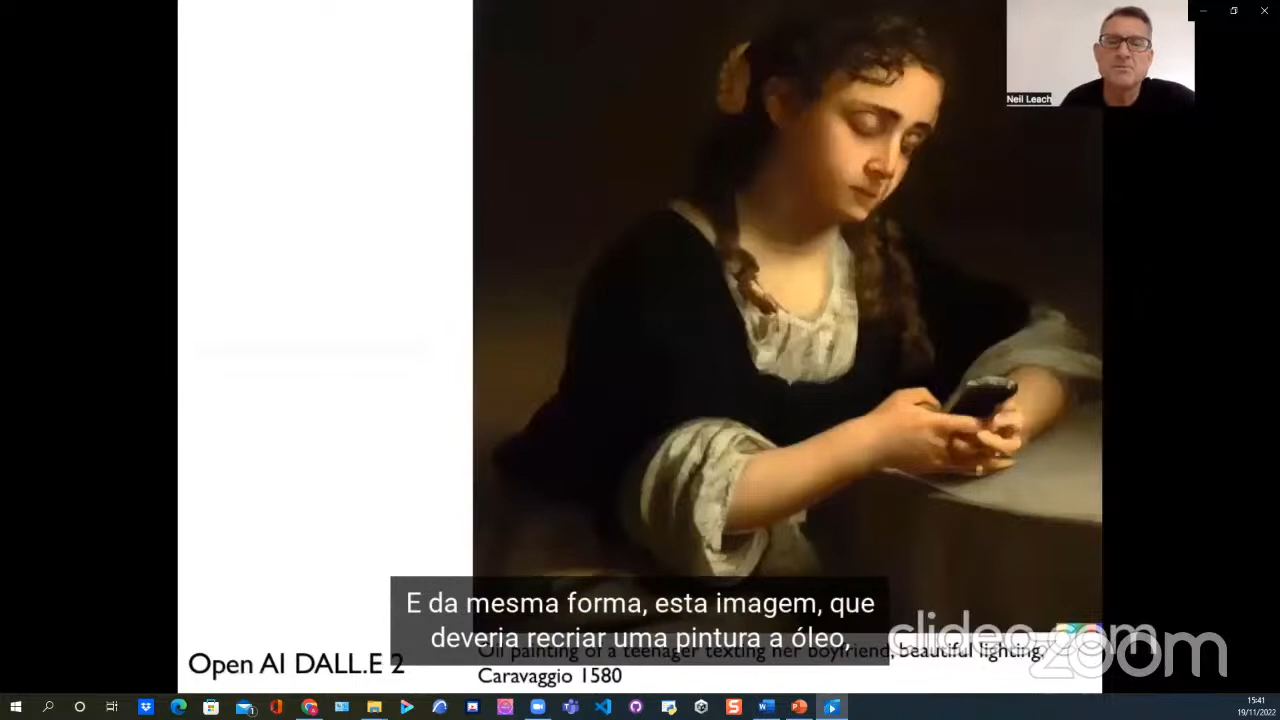 Neil Leach
E da mesma forma, esta imagem, que
deveria recriar uma pintura a óleo,
Oil painting of a teenager texting her boyfriend, beautiful lighting,
Caravaggio 1580
Open AI DALL.E 2
clideo.com
zoom
15:41
19/11/2022